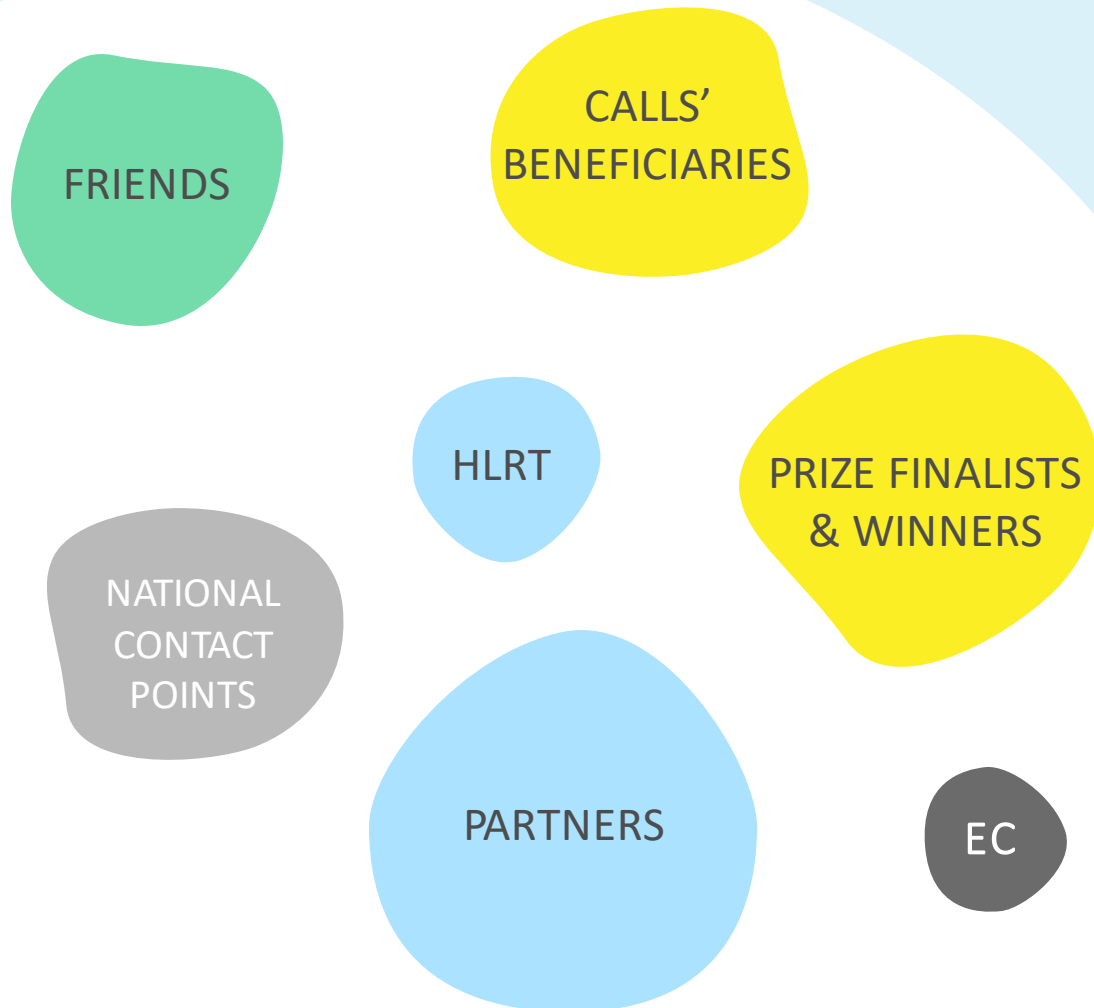 FRIENDS
CALLS’
BENEFICIARIES
HLRT
PRIZE FINALISTS
& WINNERS
NATIONAL
CONTACT
POINTS
PARTNERS
EC